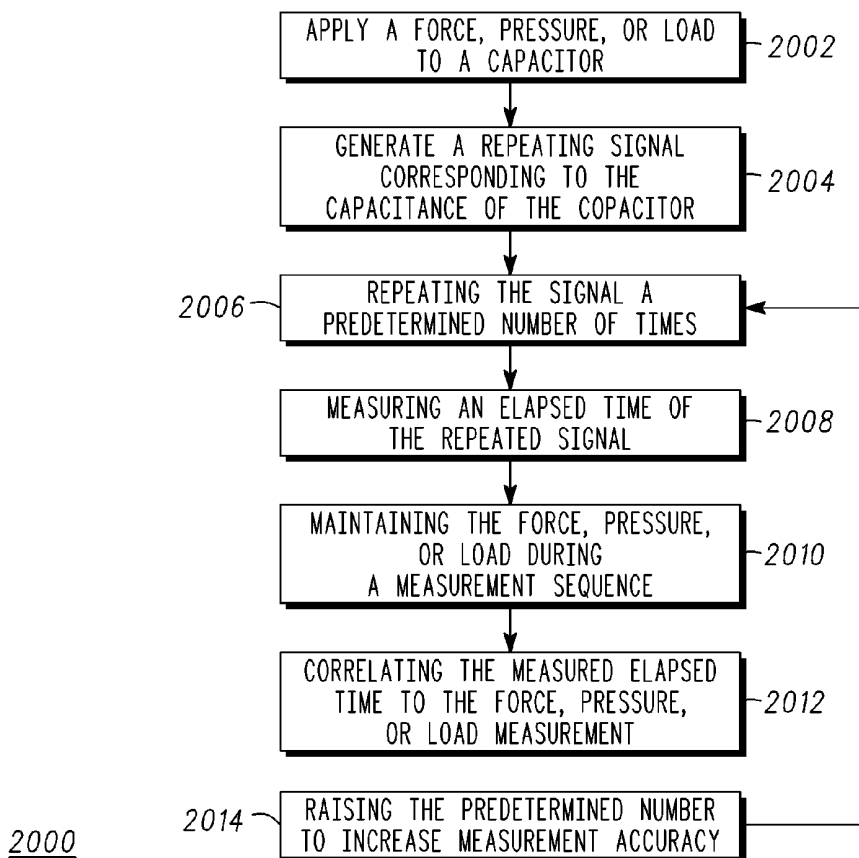 APPLY A FORCE, PRESSURE, OR LOAD
TO A CAPACITOR
2002
GENERATE A REPEATING SIGNAL
CORRESPONDING TO THE
CAPACITANCE OF THE COPACITOR
2004
2006
REPEATING THE SIGNAL A
PREDETERMINED NUMBER OF TIMES
MEASURING AN ELAPSED TIME OF
THE REPEATED SIGNAL
2008
MAINTAINING THE FORCE, PRESSURE,
OR LOAD DURING
A MEASUREMENT SEQUENCE
2010
CORRELATING THE MEASURED ELAPSED
TIME TO THE FORCE, PRESSURE,
OR LOAD MEASUREMENT
2012
2014
RAISING THE PREDETERMINED NUMBER
TO INCREASE MEASUREMENT ACCURACY
2000